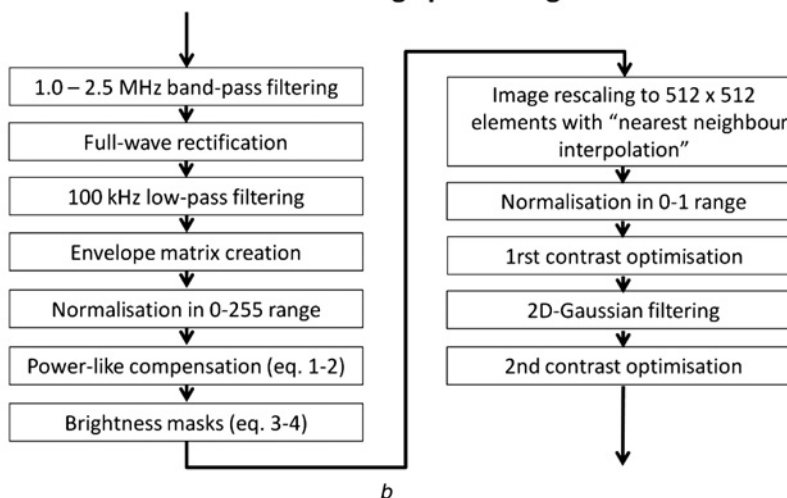 1.0 – 2.5 MHz band-pass filtering
Full-wave rectification
100 kHz low-pass filtering
Envelope matrix creation
Normalisation in 0-255 range
Power-like compensation (eq. 1-2)
Brightness masks (eq. 3-4)
Image rescaling to 512 x 512
elements with “nearest neighbour
interpolation”
Normalisation in 0-1 range
1rst contrast optimisation
2D-Gaussian filtering
2nd contrast optimisation
b